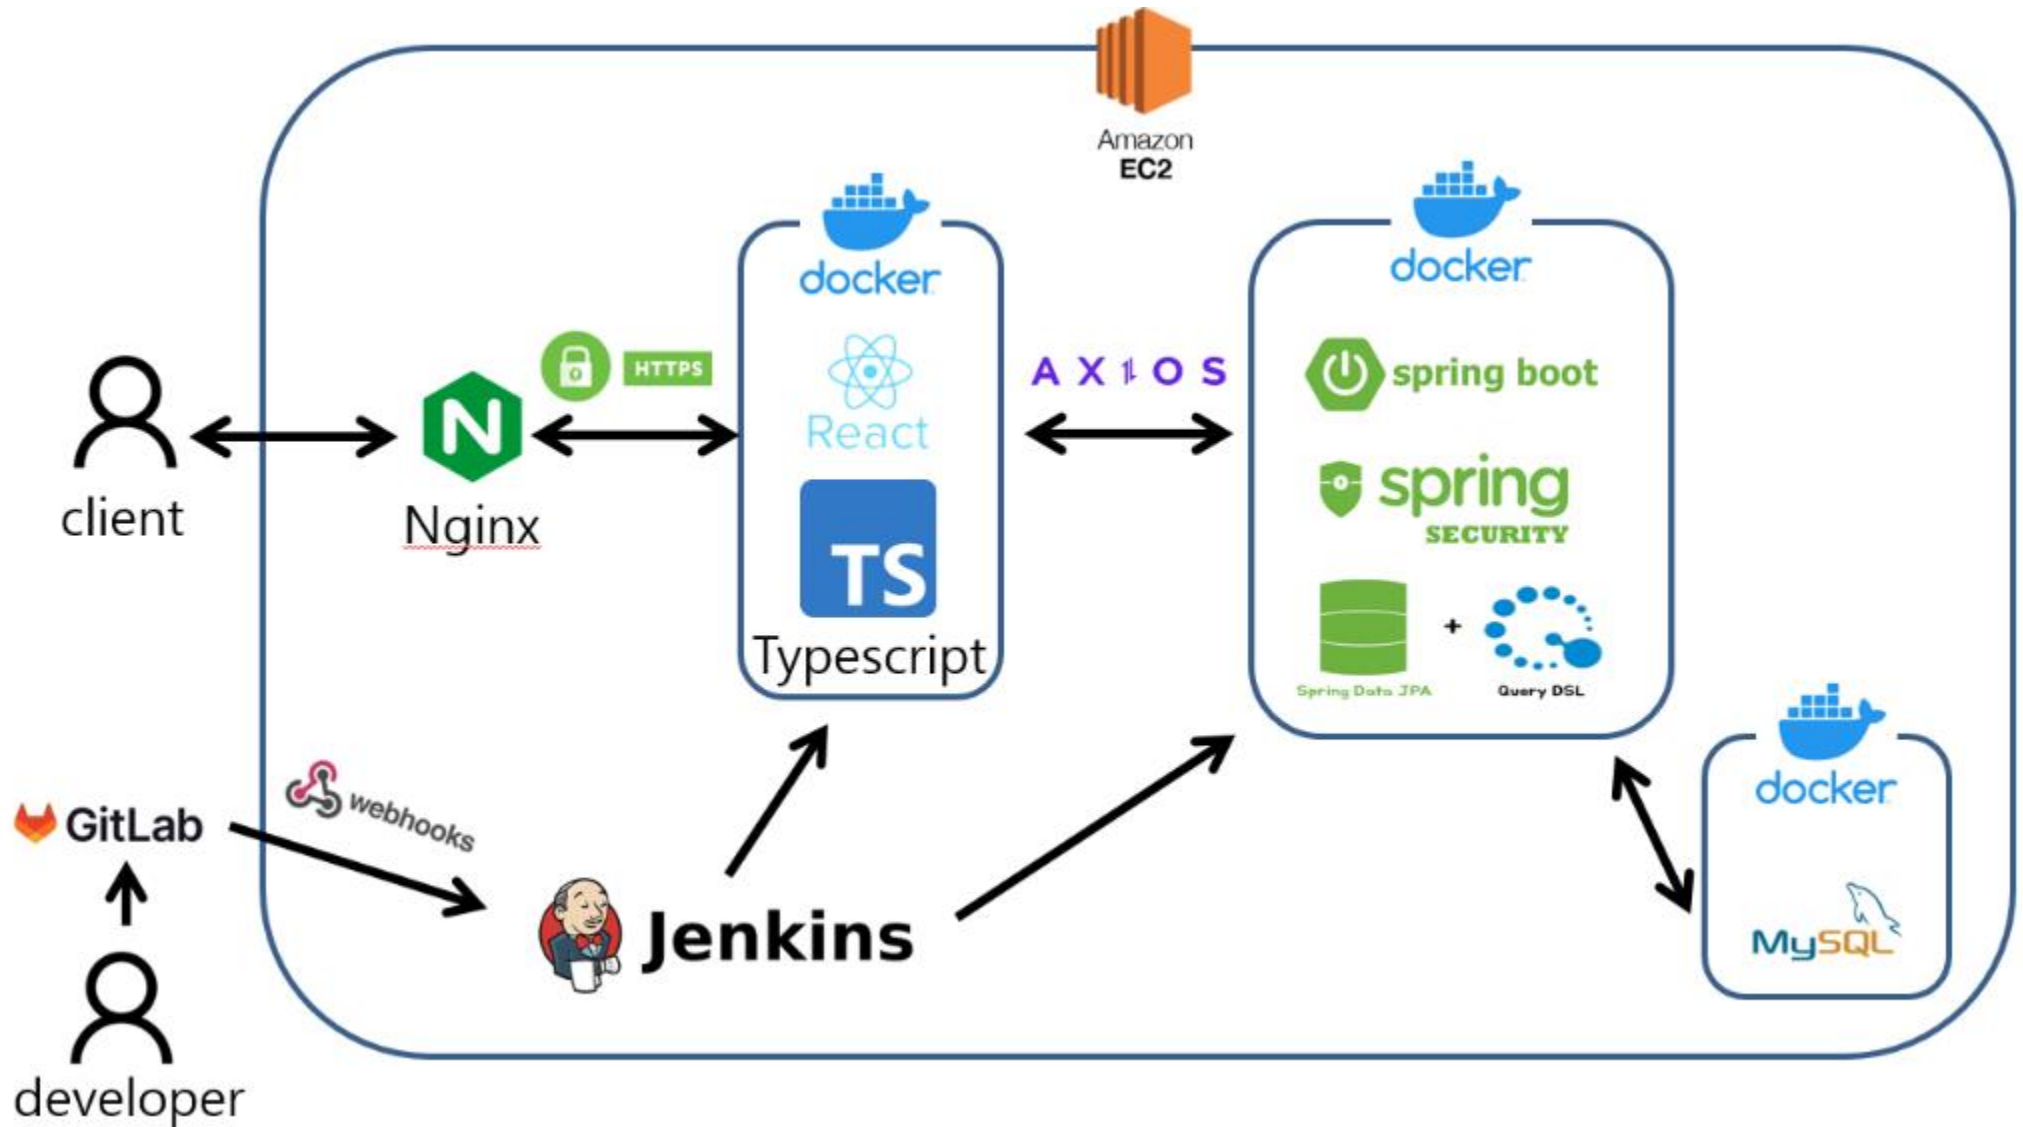 Amazon
EC2
docker
docker
HTTPS
React
AXIOS
spring boot
client
Nginx
TS
Typescript
spring
SECURITY
+
Spring Data JPA
Query DSL
GitLab
webhooks
Jenkins
docker
MySQL
developer